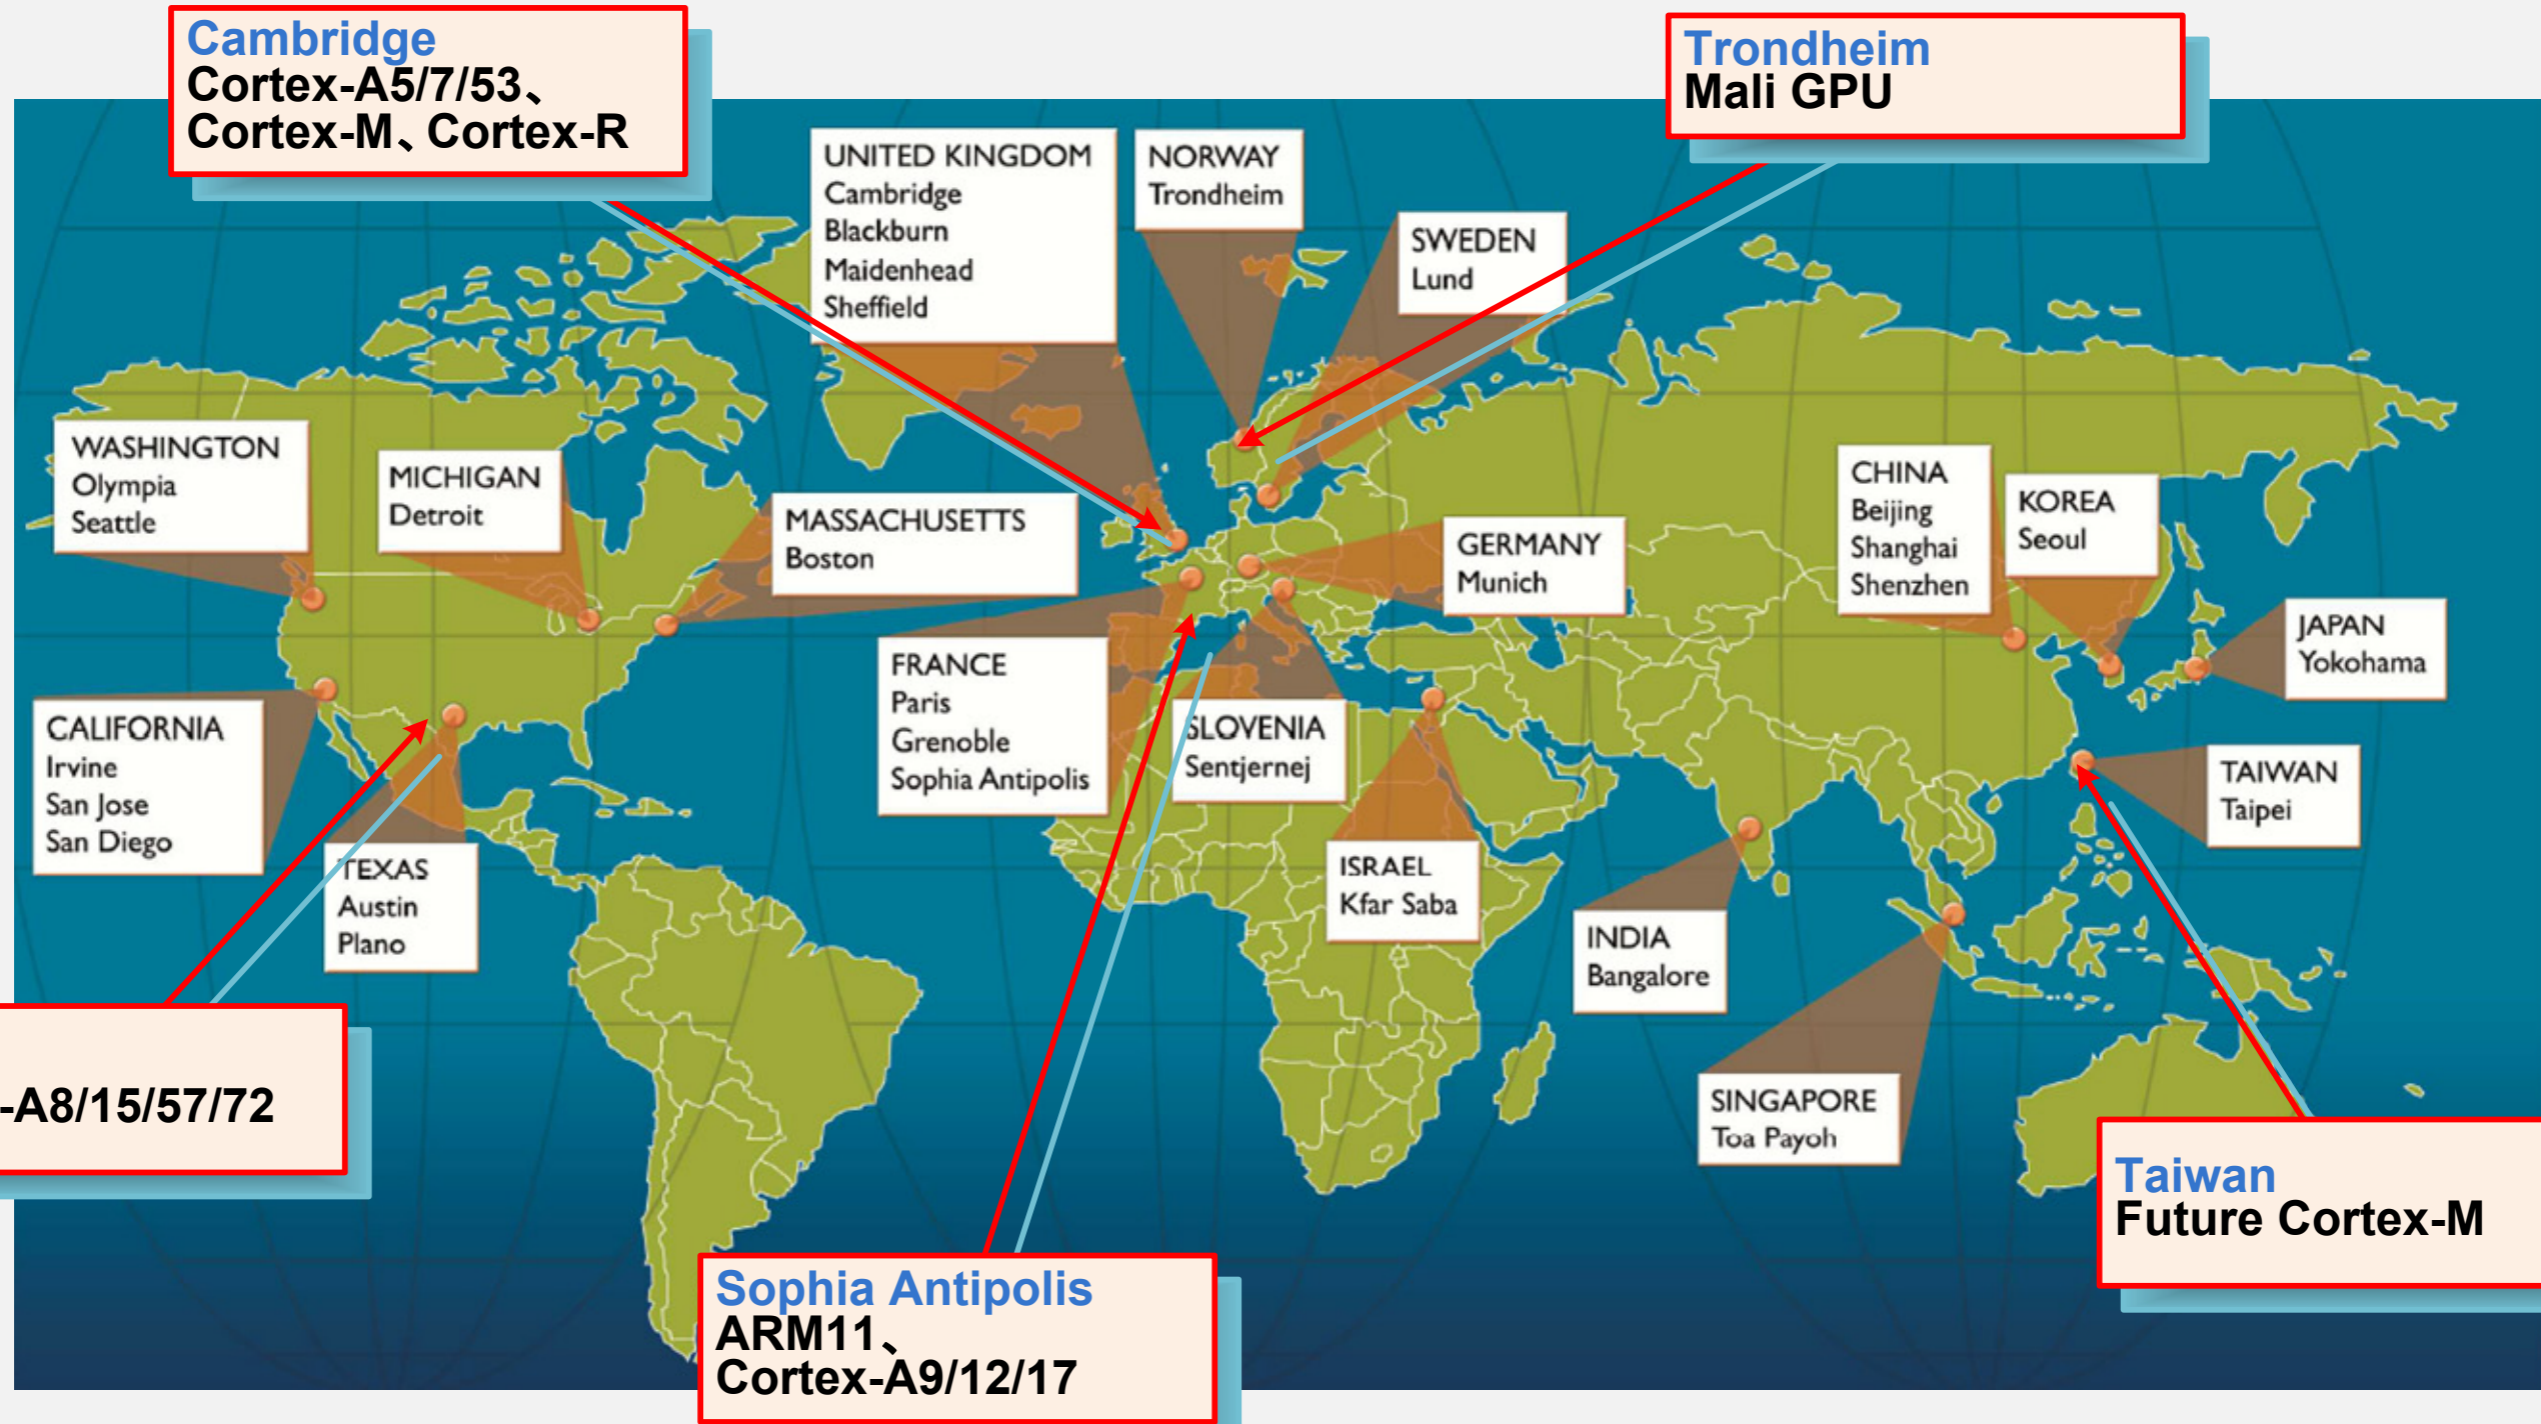 Cambridge
Cortex-A5/7/53、
Cortex-M、Cortex-R
Trondheim
Mali GPU
UNITED KINGDOM
Cambridge
Blackburn
Maidenhead
Sheffield
NORWAY
Trondheim
SWEDEN
Lund
WASHINGTON
Olympia
Seattle
MICHIGAN
Detroit
MASSACHUSETTS
Boston
GERMANY
Munich
CHINA
Beijing
Shanghai
Shenzhen
KOREA
Seoul
JAPAN
Yokohama
CALIFORNIA
Irvine
San Jose
San Diego
TEXAS
Austin
Plano
FRANCE
Paris
Grenoble
Sophia Antipolis
SLOVENIA
Sentjernej
ISRAEL
Kfar Saba
INDIA
Bangalore
SINGAPORE
Toa Payoh
TAIWAN
Taipei
-A8/15/57/72
Sophia Antipolis
ARM11、
Cortex-A9/12/17
Taiwan
Future Cortex-M